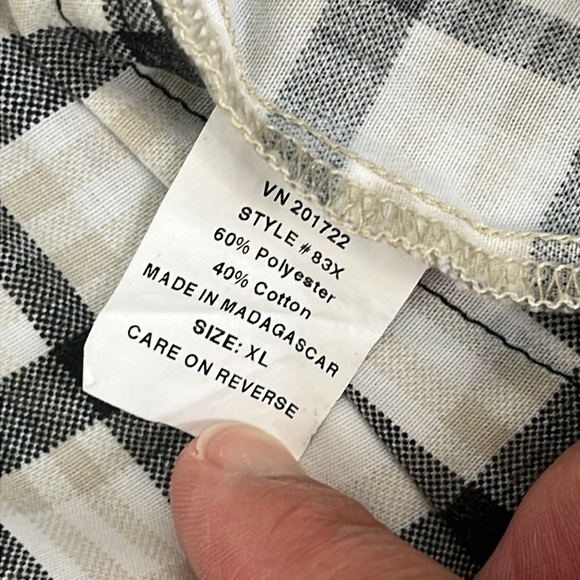 VN 201722
STYLE # 83X
60% Polyester
40% Cotton
MADE IN MADAGASCAR
SIZE: XL
CARE ON REVERSE